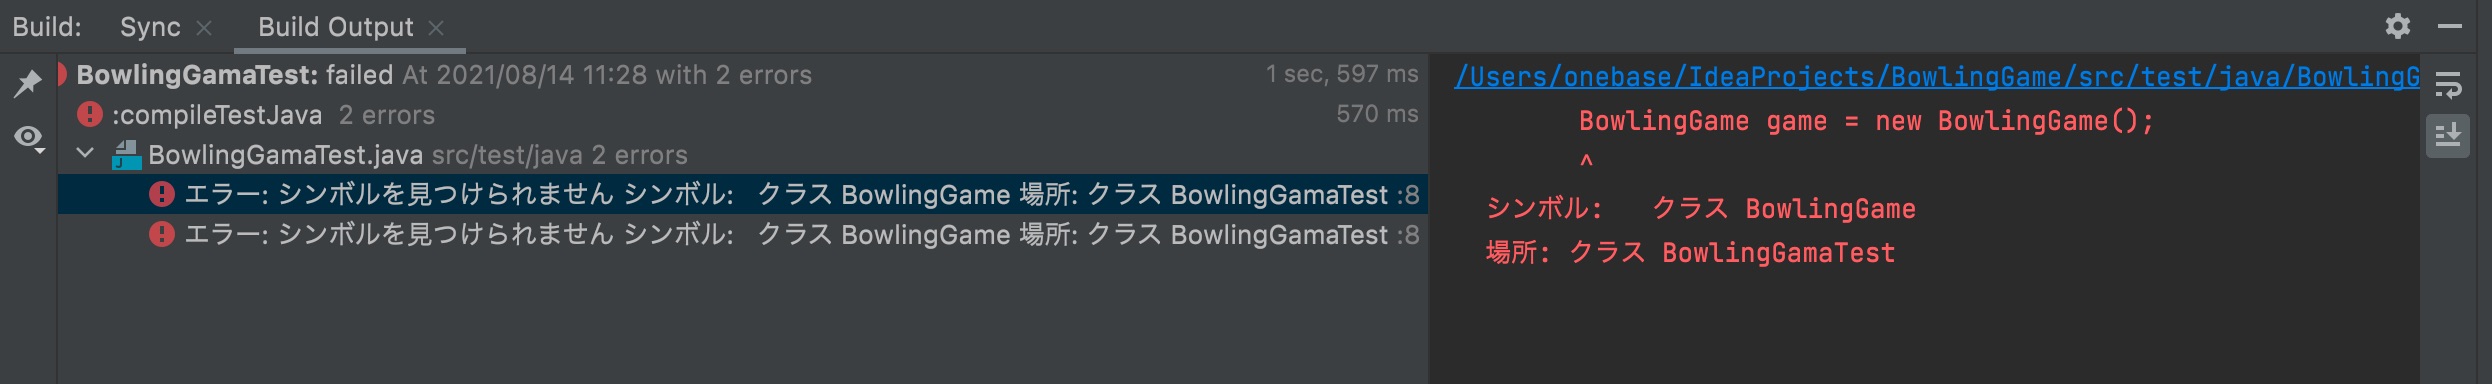 Build: Sync Build Output
BowlingGamaTest: failed At 2021/08/14 11:28 with 2 errors 1 sec, 597 ms
:compileTestJava 2 errors 570 ms
BowlingGamaTest.java src/test/java 2 errors
エラー: シンボルを見つけられません シンボル: クラス BowlingGame 場所: クラス BowlingGamaTest :8
エラー: シンボルを見つけられません シンボル: クラス BowlingGame 場所: クラス BowlingGamaTest :8
/Users/onebase/IdeaProjects/BowlingGame/src/test/java/BowlingG
BowlingGame game = new BowlingGame();
^
シンボル: クラス BowlingGame
場所: クラス BowlingGamaTest